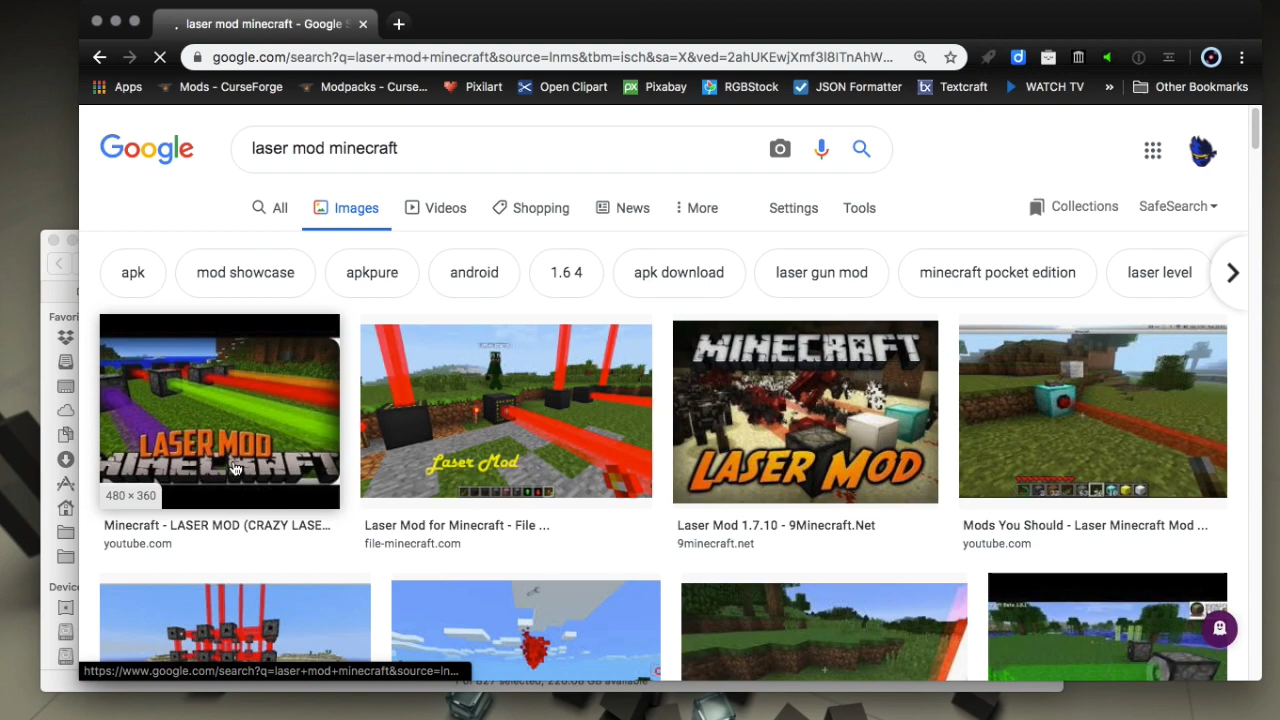 laser mod minecraft - Google S
google.com/search?q=laser+mod+minecraft&source=lnms&tbm=isch&sa=X&ved=2ahUKEwjXmf3I8ITnAhW...
Apps Mods - CurseForge Modpacks - Curse... Pixilart Open Clipart Pixabay RGBStock JSON Formatter Textcraft WATCH TV » Other Bookmarks
Google
laser mod minecraft
All Images Videos Shopping News More Settings Tools Collections SafeSearch
apk mod showcase apkpure android 1.6 4 apk download laser gun mod minecraft pocket edition laser level
LASER MOD
MINECRAFT
480 × 360
Laser Mod
MINECRAFT
LASER MOD
Minecraft - LASER MOD (CRAZY LASE...
youtube.com
Laser Mod for Minecraft - File ...
file-minecraft.com
Laser Mod 1.7.10 - 9Minecraft.Net
9minecraft.net
Mods You Should - Laser Minecraft Mod ...
youtube.com
Favori
Device
https://www.google.com/search?q=laser+mod+minecraft&source=ln...